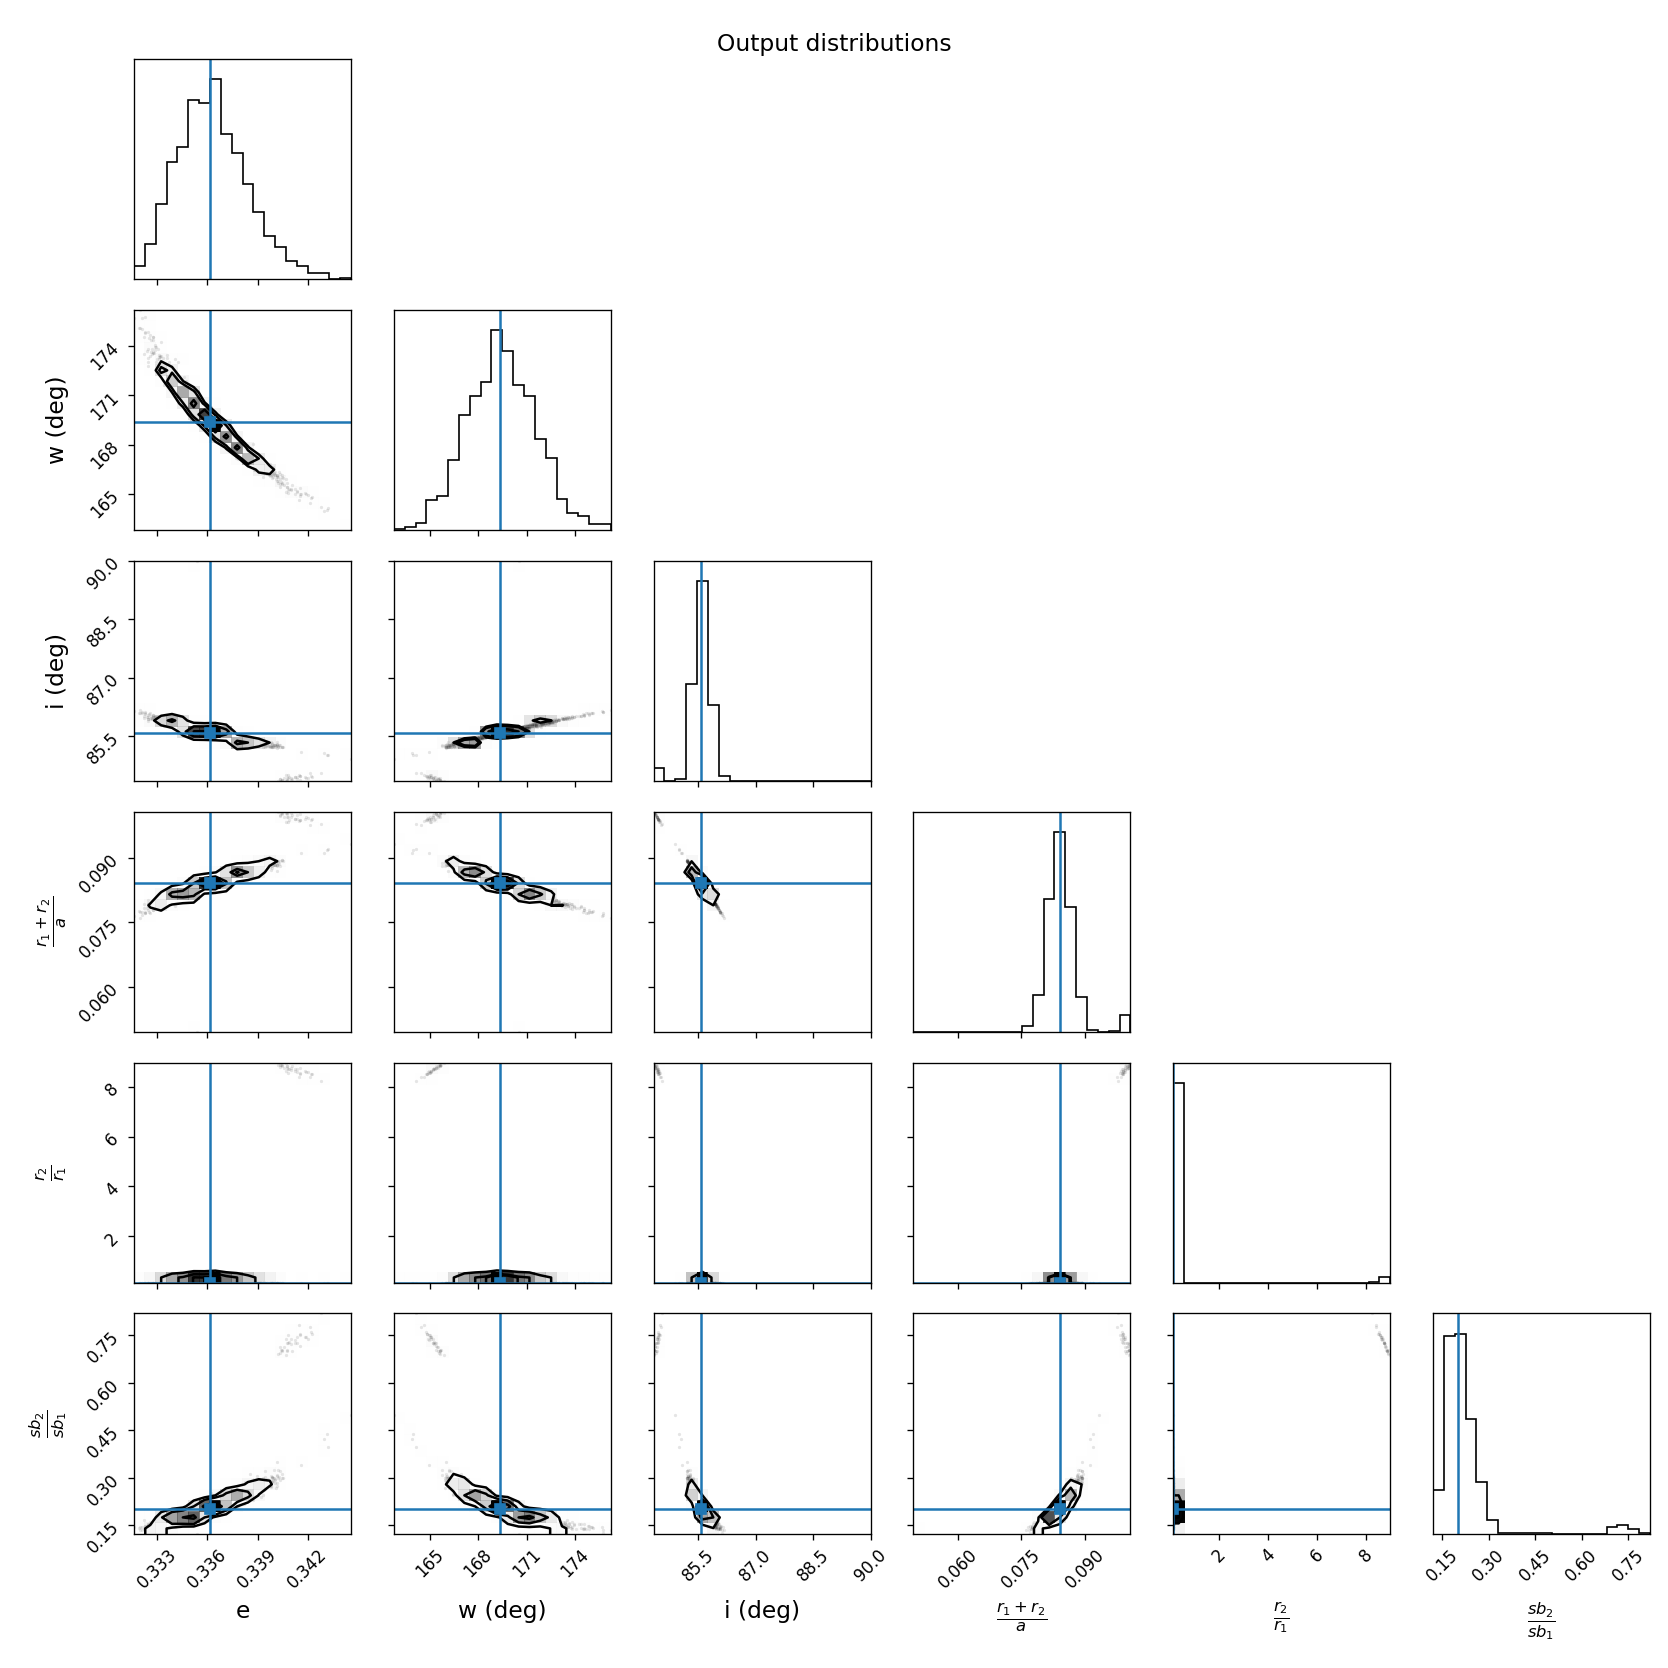 Output distributions
w (deg)
174
171
168
165
i (deg)
90.0
88.5
87.0
85.5
r₁ + r₂
a
0.090
0.075
0.060
r₂
r₁
8
6
4
2
sb₂
sb₁
0.75
0.60
0.45
0.30
0.15
0.333 0.336 0.339 0.342 165 168 171 174 85.5 87.0 88.5 90.0 0.060 0.075 0.090 2 4 6 8 0.15 0.30 0.45 0.60 0.75
e w (deg) i (deg)
r₁ + r₂
a
r₂
r₁
sb₂
sb₁